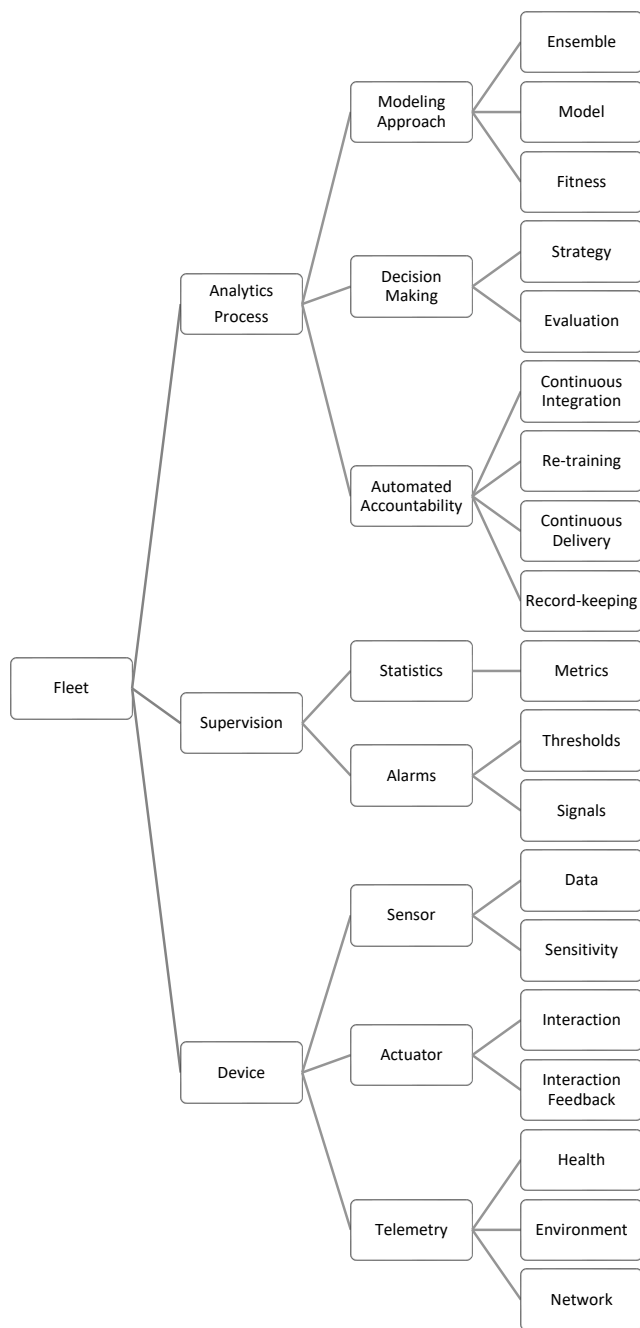 Ensemble
Modeling
Approach
Model
Fitness
Strategy
Analytics
Process
Decision
Making
Evaluation
Continuous
Integration
Re-training
Automated
Accountability
Continuous
Delivery
Record-keeping
Fleet
Statistics
Metrics
Supervision
Thresholds
Alarms
Signals
Data
Sensor
Sensitivity
Interaction
Device
Actuator
Interaction
Feedback
Health
Telemetry
Environment
Network